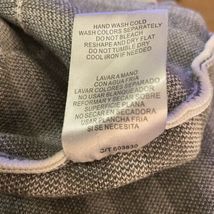 HAND WASH COLD
WASH COLORS SEPARATELY
DO NOT BLEACH
RESHAPE AND DRY FLAT
DO NOT TUMBLE DRY
COOL IRON IF NEEDED
LAVAR A MANO
CON AGUA FRIA
LAVAR COLORES SEPARADO
NO USAR BLANQUEADOR
REFORMAR Y SECAR SOBRE
SUPERFICIE PLANA
NO SECAR EN SECADORA
USAR PLANCHA FRIA
SI SE NECESITA